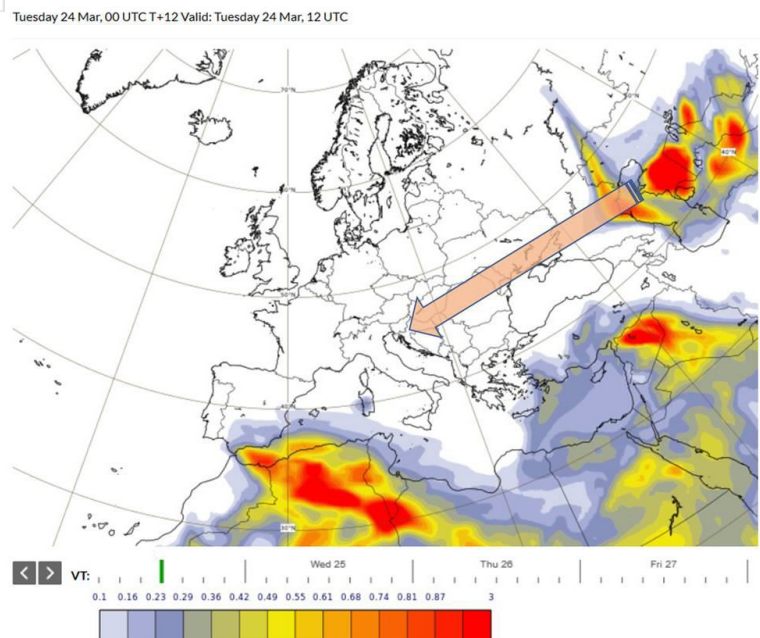 Tuesday 24 Mar, 00 UTC T+12 Valid: Tuesday 24 Mar, 12 UTC
70°N
50°N
40°N
50°N
40°N
30°N
VT:
Wed 25 Thu 26 Fri 27
0.1 0.16 0.23 0.29 0.36 0.42 0.49 0.55 0.61 0.68 0.74 0.81 0.87 3